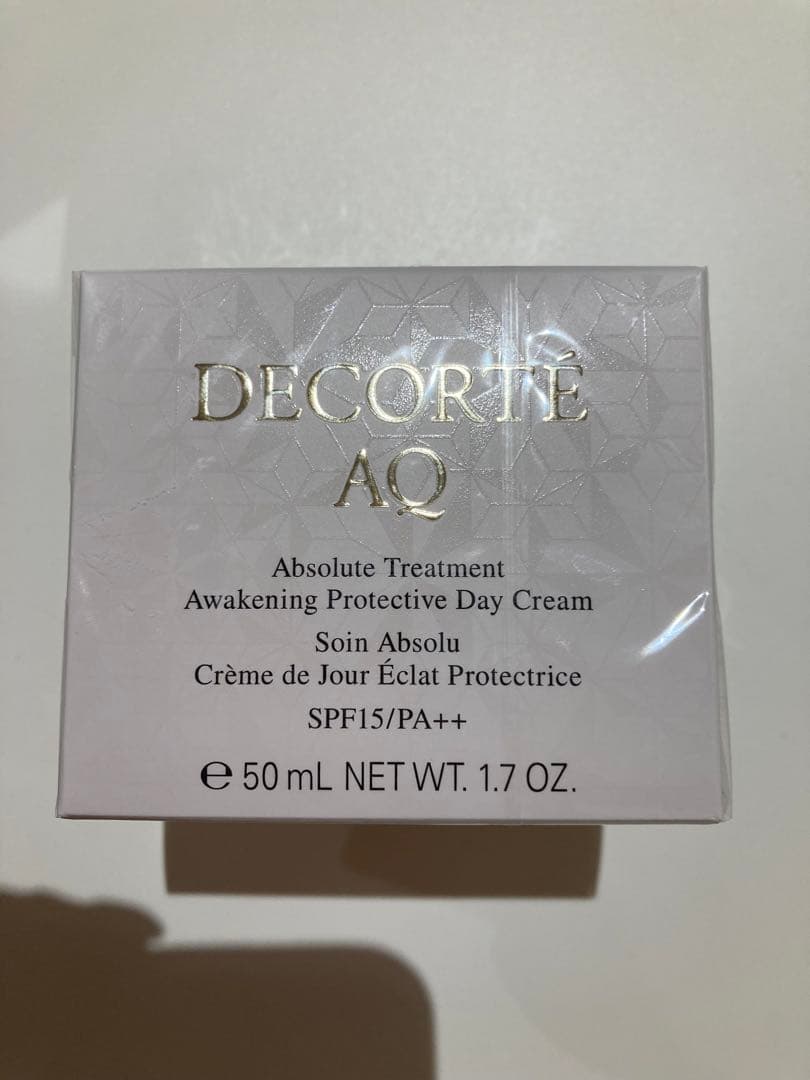 DECORTÉ
AQ
Absolute Treatment
Awakening Protective Day Cream
Soin Absolu
Crème de Jour Éclat Protectrice
SPF15/PA++
℮ 50 mL NET WT. 1.7 OZ.